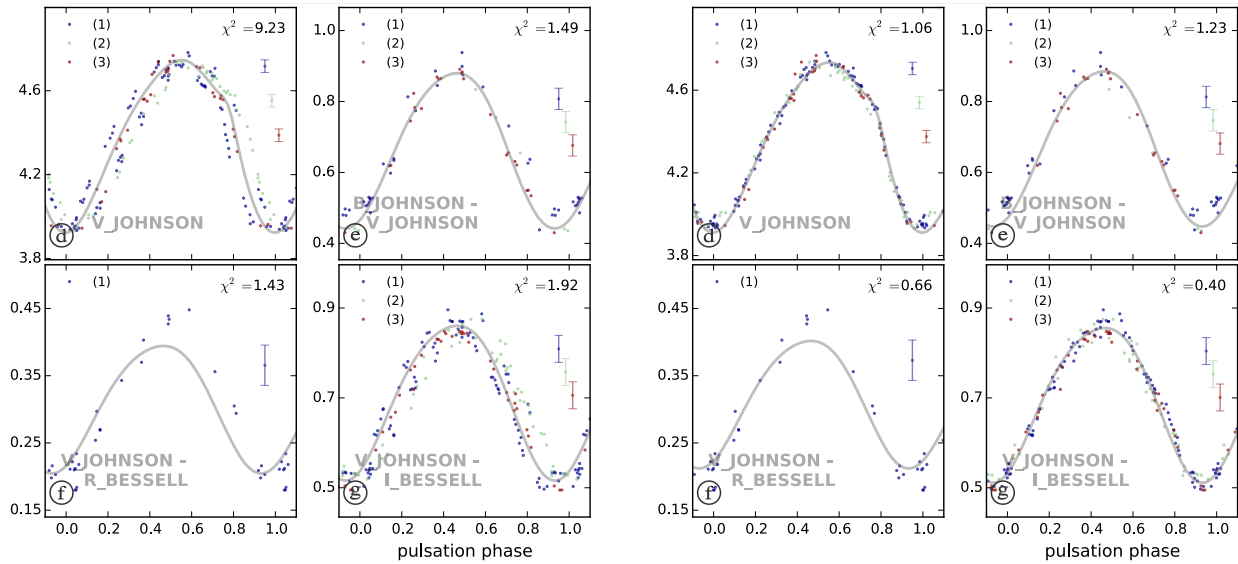 (1)
(2)
(3)
χ² =9.23
4.6
4.2
3.8
V_JOHNSON
d
(1)
(2)
(3)
χ² =1.49
1.0
0.8
0.6
0.4
B_JOHNSON -
V_JOHNSON
e
(1)
χ² =1.43
0.45
0.35
0.25
0.15
V_JOHNSON -
R_BESSELL
f
0.0 0.2 0.4 0.6 0.8 1.0
(1)
(2)
(3)
χ² =1.92
0.9
0.7
0.5
V_JOHNSON -
I_BESSELL
g
0.0 0.2 0.4 0.6 0.8 1.0
pulsation phase
(1)
(2)
(3)
χ² =1.06
4.6
4.2
3.8
V_JOHNSON
d
(1)
(2)
(3)
χ² =1.23
1.0
0.8
0.6
0.4
B_JOHNSON -
V_JOHNSON
e
(1)
χ² =0.66
0.45
0.35
0.25
0.15
V_JOHNSON -
R_BESSELL
f
0.0 0.2 0.4 0.6 0.8 1.0
(1)
(2)
(3)
χ² =0.40
0.9
0.7
0.5
V_JOHNSON -
I_BESSELL
g
0.0 0.2 0.4 0.6 0.8 1.0
pulsation phase